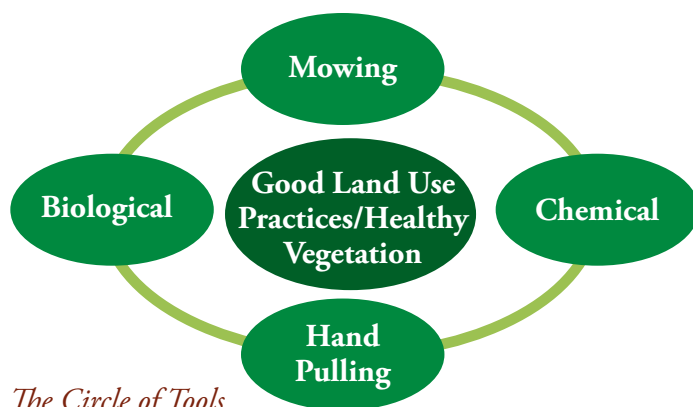 Mowing
Biological
Good Land Use
Practices/Healthy
Vegetation
Chemical
Hand
Pulling
The Circle of Tools